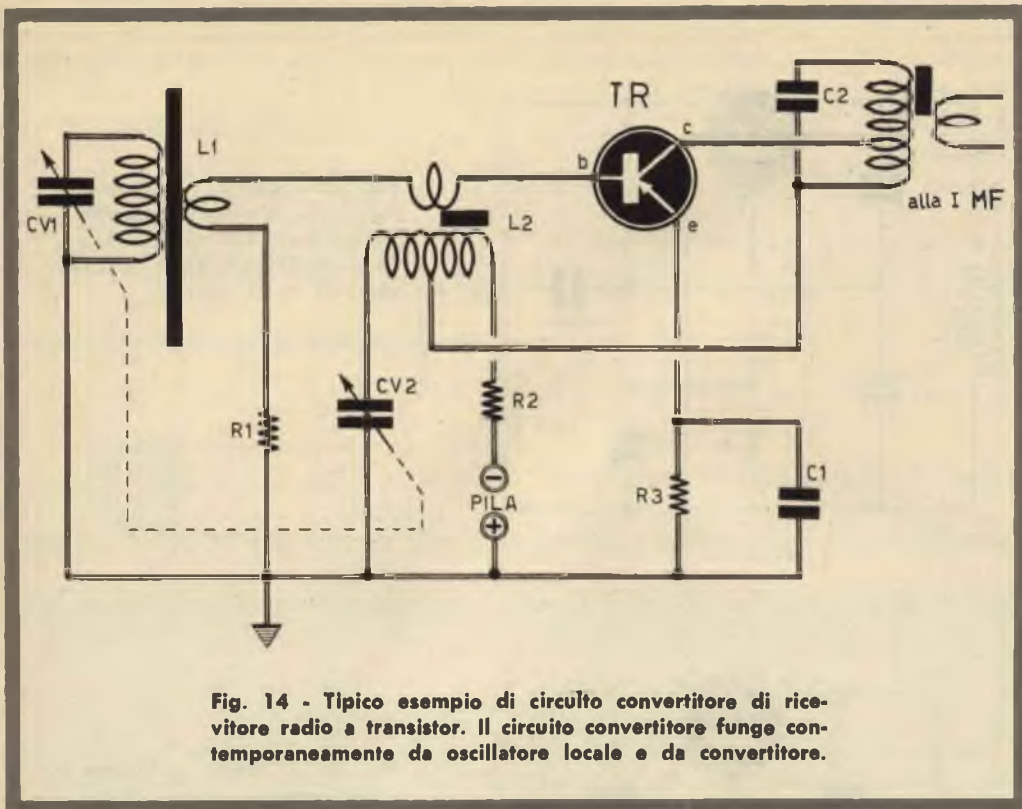 TR
c
C2
L1
b
CV1
L2
e
alla I MF
CV2
R2
R1
−
PILA
+
R3
C1
Fig. 14 - Tipico esempio di circuito convertitore di rice-
vitore radio a transistor. Il circuito convertitore funge con-
temporaneamente da oscillatore locale e da convertitore.